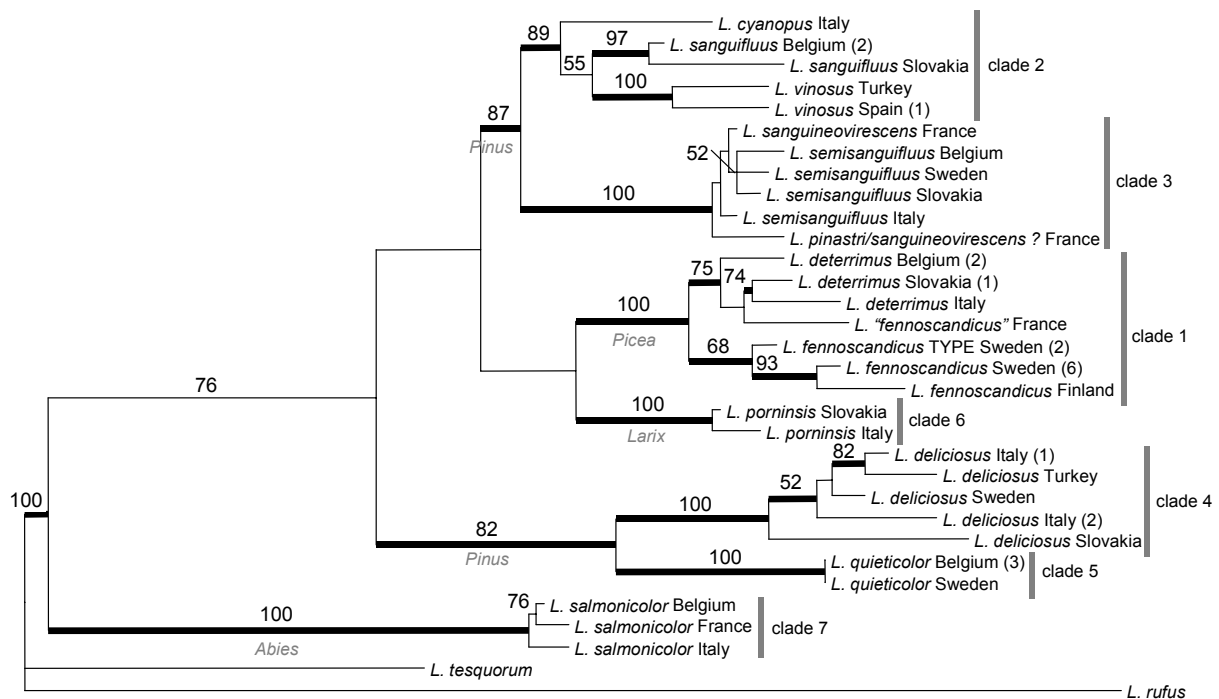 L. cyanopus Italy
89
97
L. sanguifluus Belgium (2)
55
L. sanguifluus Slovakia
clade 2
100
L. vinosus Turkey
L. vinosus Spain (1)
87
Pinus
L. sanguineovirescens France
52
L. semisanguifluus Belgium
L. semisanguifluus Sweden
clade 3
100
L. semisanguifluus Slovakia
L. semisanguifluus Italy
L. pinastri/sanguineovirescens ? France
L. deterrimus Belgium (2)
75
74
L. deterrimus Slovakia (1)
L. deterrimus Italy
100
L. “fennoscandicus” France
Picea
clade 1
68
L. fennoscandicus TYPE Sweden (2)
93
L. fennoscandicus Sweden (6)
L. fennoscandicus Finland
76
100
L. porninsis Slovakia
clade 6
Larix
L. porninsis Italy
82
L. deliciosus Italy (1)
L. deliciosus Turkey
52
L. deliciosus Sweden
clade 4
100
100
L. deliciosus Italy (2)
82
L. deliciosus Slovakia
Pinus
100
L. quieticolor Belgium (3)
clade 5
L. quieticolor Sweden
76
L. salmonicolor Belgium
100
L. salmonicolor France
clade 7
Abies
L. salmonicolor Italy
L. tesquorum
L. rufus